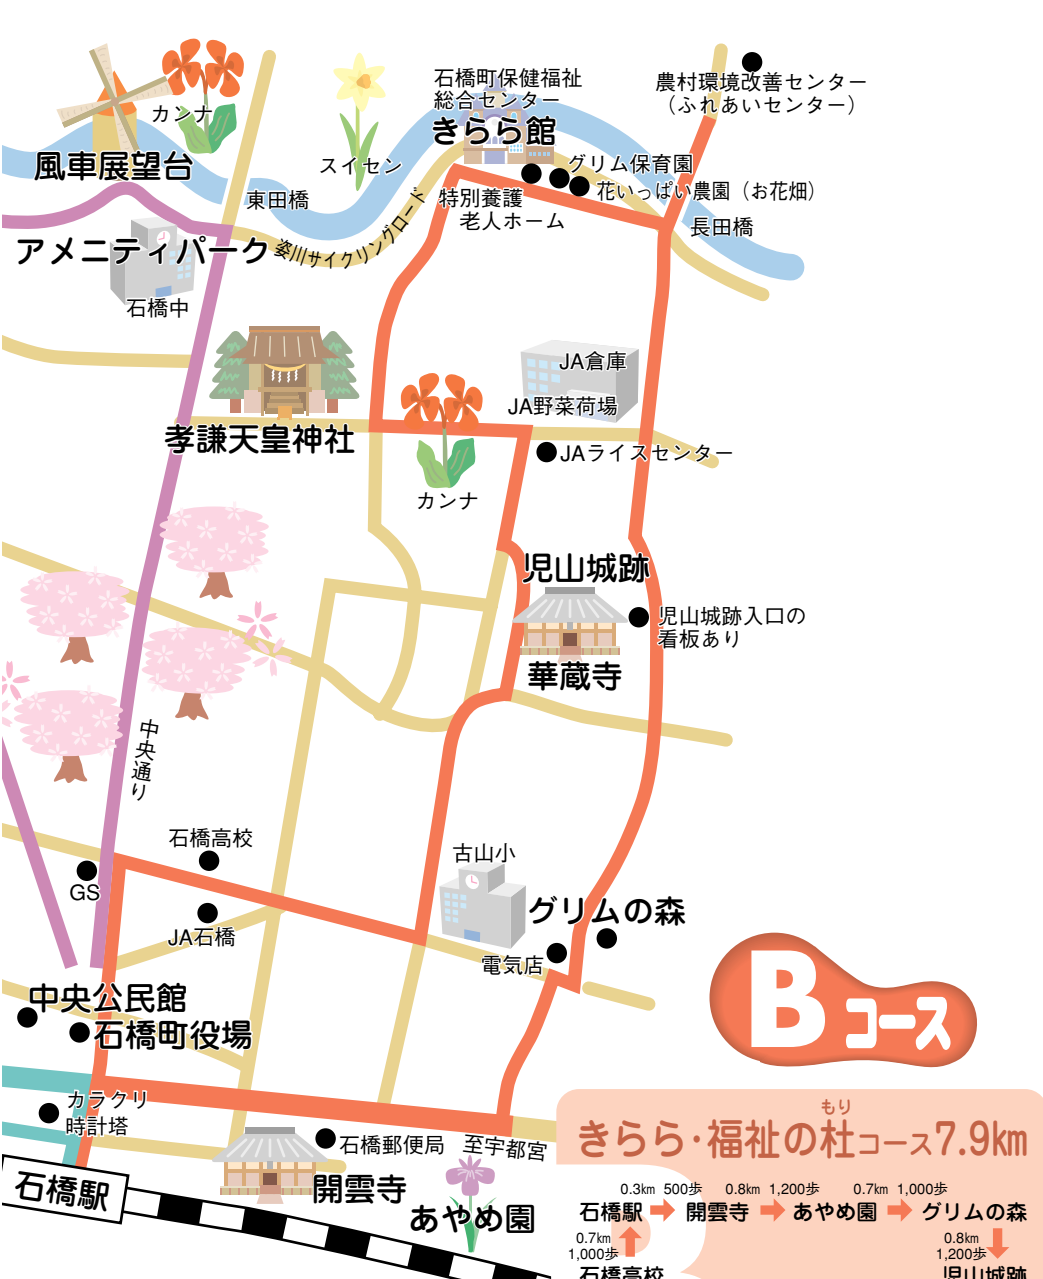 カンナ
風車展望台
スイセン
石橋町保健福祉
総合センター
きらら館
農村環境改善センター
（ふれあいセンター）
グリム保育園
花いっぱい農園（お花畑）
特別養護
老人ホーム
東田橋
長田橋
姿川サイクリングロード
アメニティパーク
石橋中
JA倉庫
JA野菜荷場
JAライスセンター
孝謙天皇神社
カンナ
児山城跡
児山城跡入口の
看板あり
華蔵寺
中央通り
石橋高校
GS
JA石橋
古山小
グリムの森
電気店
中央公民館
石橋町役場
Bコース
カラクリ
時計塔
石橋郵便局
至宇都宮
石橋駅
開雲寺
あやめ園
もり
きらら・福祉の杜コース7.9km
0.3km 500歩 0.8km 1,200歩 0.7km 1,000歩
石橋駅 開雲寺 あやめ園 グリムの森
0.7km
1,000歩
0.8km
1,200歩
石橋高校 児山城跡